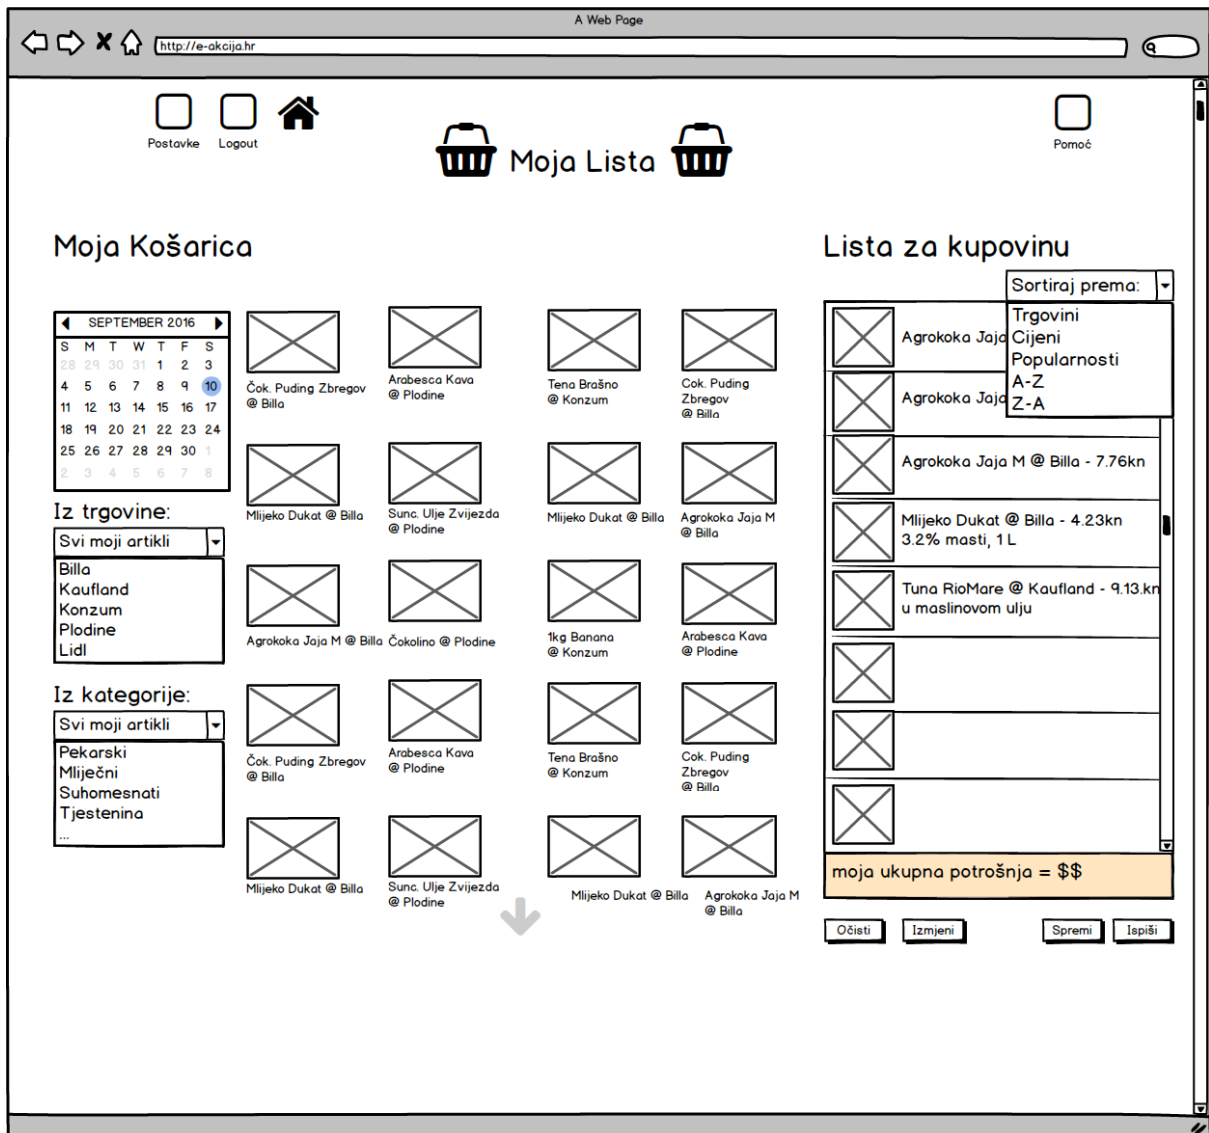 A Web Page
http://e-akcija.hr
Postavke
Logout
Pomoć
Moja Lista
Moja Košarica
SEPTEMBER 2016
S M T W T F S
28 29 30 31 1 2 3
4 5 6 7 8 9 10
11 12 13 14 15 16 17
18 19 20 21 22 23 24
25 26 27 28 29 30 1
2 3 4 5 6 7 8
Iz trgovine:
Svi moji artikli
Billa
Kaufland
Konzum
Plodine
Lidl
Iz kategorije:
Svi moji artikli
Pekarski
Mliječni
Suhomesnati
Tjestenina
...
Čok. Puding Zbregov
@ Billa
Arabesca Kava
@ Plodine
Tena Brašno
@ Konzum
Cok. Puding
Zbregov
@ Billa
Mlijeko Dukat @ Billa
Sunc. Ulje Zvijezda
@ Plodine
Mlijeko Dukat @ Billa
Agrokoka Jaja M
@ Billa
Agrokoka Jaja M @ Billa
Čokolino @ Plodine
1kg Banana
@ Konzum
Arabesca Kava
@ Plodine
Čok. Puding Zbregov
@ Billa
Arabesca Kava
@ Plodine
Tena Brašno
@ Konzum
Cok. Puding
Zbregov
@ Billa
Mlijeko Dukat @ Billa
Sunc. Ulje Zvijezda
@ Plodine
Mlijeko Dukat @ Billa
Agrokoka Jaja M
@ Billa
Lista za kupovinu
Sortiraj prema:
Trgovini
Cijeni
Popularnosti
A-Z
Z-A
Agrokoka Jaja
Agrokoka Jaja
Agrokoka Jaja M @ Billa - 7.76kn
Mlijeko Dukat @ Billa - 4.23kn
3.2% masti, 1 L
Tuna RioMare @ Kaufland - 9.13.kn
u maslinovom ulju
moja ukupna potrošnja = $$
Očisti
Izmjeni
Spremi
Ispiši